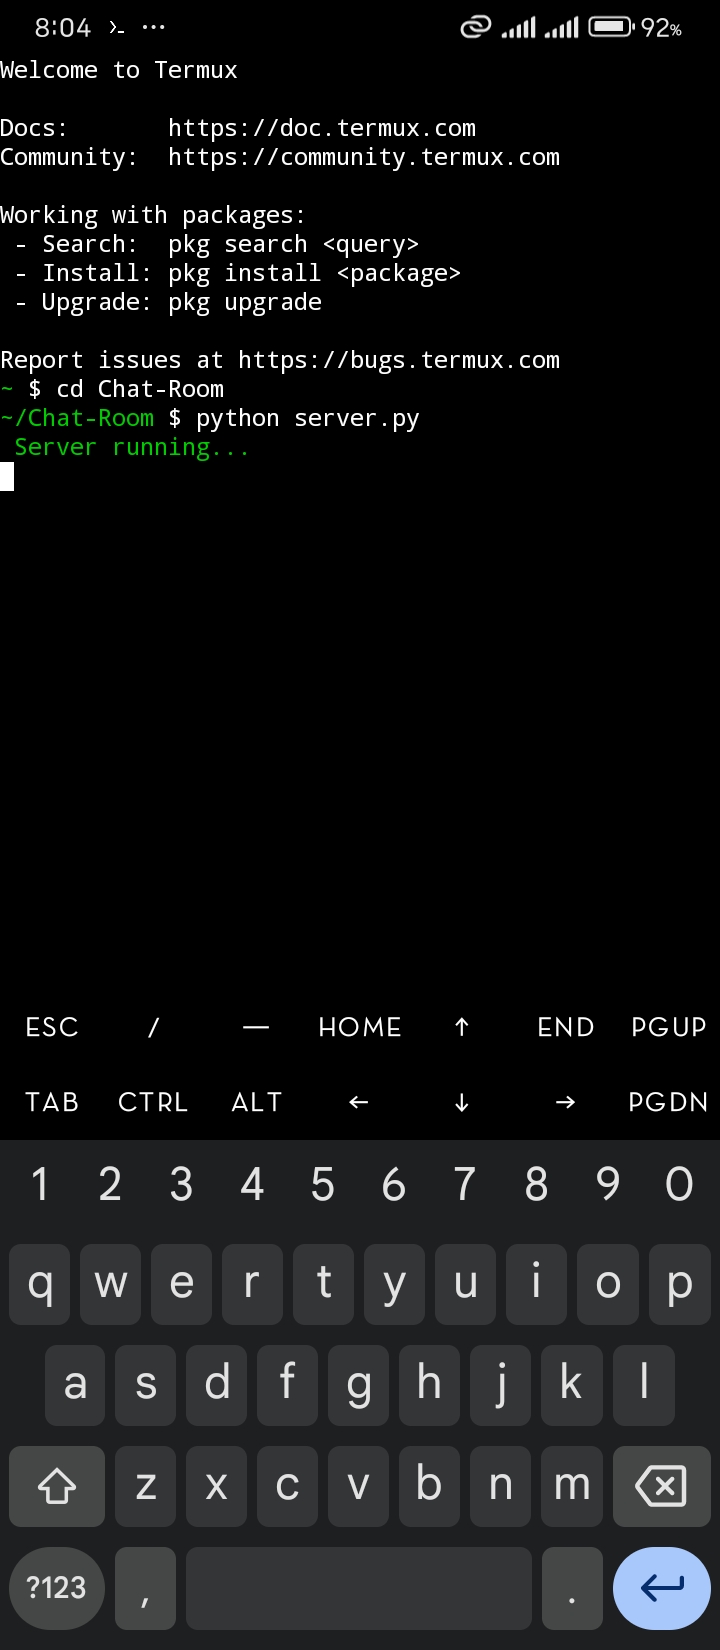 8:04 92%
Welcome to Termux
Docs: https://doc.termux.com
Community: https://community.termux.com
Working with packages:
- Search: pkg search <query>
- Install: pkg install <package>
- Upgrade: pkg upgrade
Report issues at https://bugs.termux.com
~ $ cd Chat-Room
~/Chat-Room $ python server.py
Server running...
ESC / — HOME ↑ END PGUP
TAB CTRL ALT ← ↓ → PGDN
1 2 3 4 5 6 7 8 9 0
q w e r t y u i o p
a s d f g h j k l
z x c v b n m
?123 , .